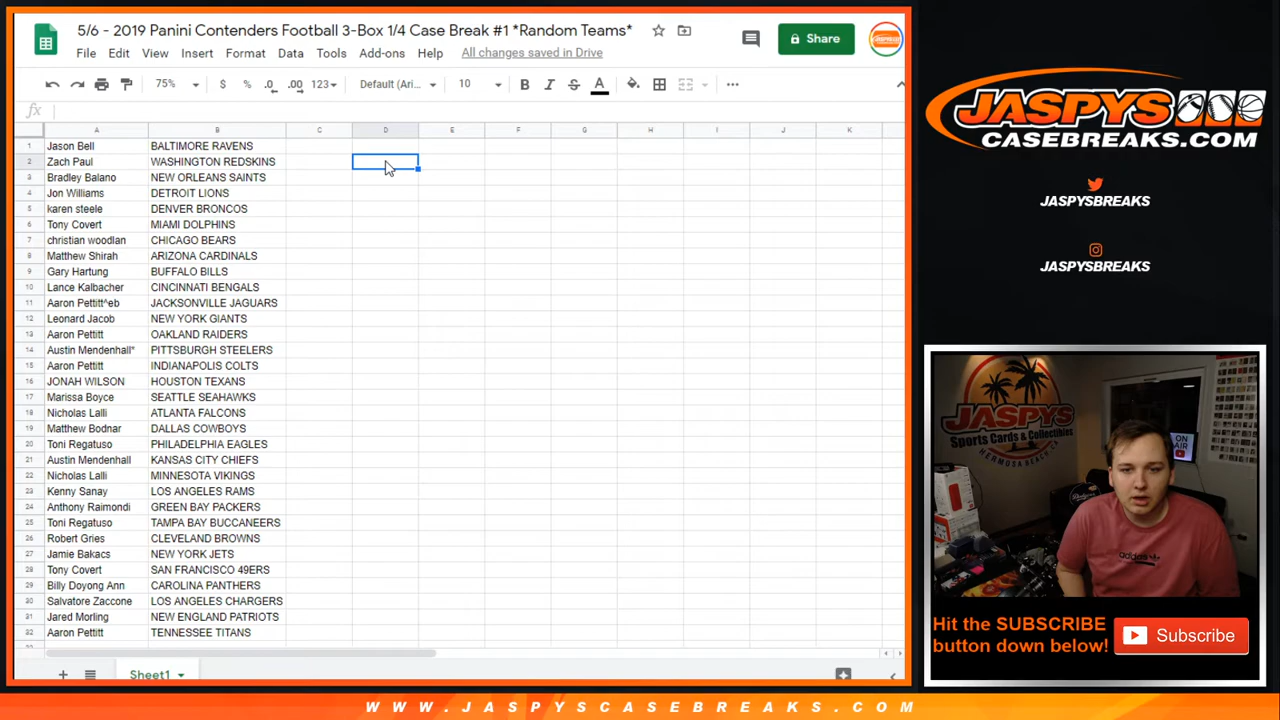 5/6 - 2019 Panini Contenders Football 3-Box 1/4 Case Break #1 *Random Teams*
File Edit View Insert Format Data Tools Add-ons Help All changes saved in Drive
Share
75% $ % .0 .00 123 Default (Ari... 10 B I S A
fx
A B C D E F G H I J K
1 Jason Bell BALTIMORE RAVENS
2 Zach Paul WASHINGTON REDSKINS
3 Bradley Balano NEW ORLEANS SAINTS
4 Jon Williams DETROIT LIONS
5 karen steele DENVER BRONCOS
6 Tony Covert MIAMI DOLPHINS
7 christian woodlan CHICAGO BEARS
8 Matthew Shirah ARIZONA CARDINALS
9 Gary Hartung BUFFALO BILLS
10 Lance Kalbacher CINCINNATI BENGALS
11 Aaron Pettitt^eb JACKSONVILLE JAGUARS
12 Leonard Jacob NEW YORK GIANTS
13 Aaron Pettitt OAKLAND RAIDERS
14 Austin Mendenhall* PITTSBURGH STEELERS
15 Aaron Pettitt INDIANAPOLIS COLTS
16 JONAH WILSON HOUSTON TEXANS
17 Marissa Boyce SEATTLE SEAHAWKS
18 Nicholas Lalli ATLANTA FALCONS
19 Matthew Bodnar DALLAS COWBOYS
20 Toni Regatuso PHILADELPHIA EAGLES
21 Austin Mendenhall KANSAS CITY CHIEFS
22 Nicholas Lalli MINNESOTA VIKINGS
23 Kenny Sanay LOS ANGELES RAMS
24 Anthony Raimondi GREEN BAY PACKERS
25 Toni Regatuso TAMPA BAY BUCCANEERS
26 Robert Gries CLEVELAND BROWNS
27 Jamie Bakacs NEW YORK JETS
28 Tony Covert SAN FRANCISCO 49ERS
29 Billy Doyong Ann CAROLINA PANTHERS
30 Salvatore Zaccone LOS ANGELES CHARGERS
31 Jared Morling NEW ENGLAND PATRIOTS
32 Aaron Pettitt TENNESSEE TITANS
Sheet1
JASPYS
CASEBREAKS.COM
JASPYSBREAKS
JASPYSBREAKS
JASPYS
Sports Cards & Collectibles
HERMOSA BEACH, CA
ON AIR
adidas
Hit the SUBSCRIBE
button down below!
Subscribe
WWW.JASPYSCASEBREAKS.COM